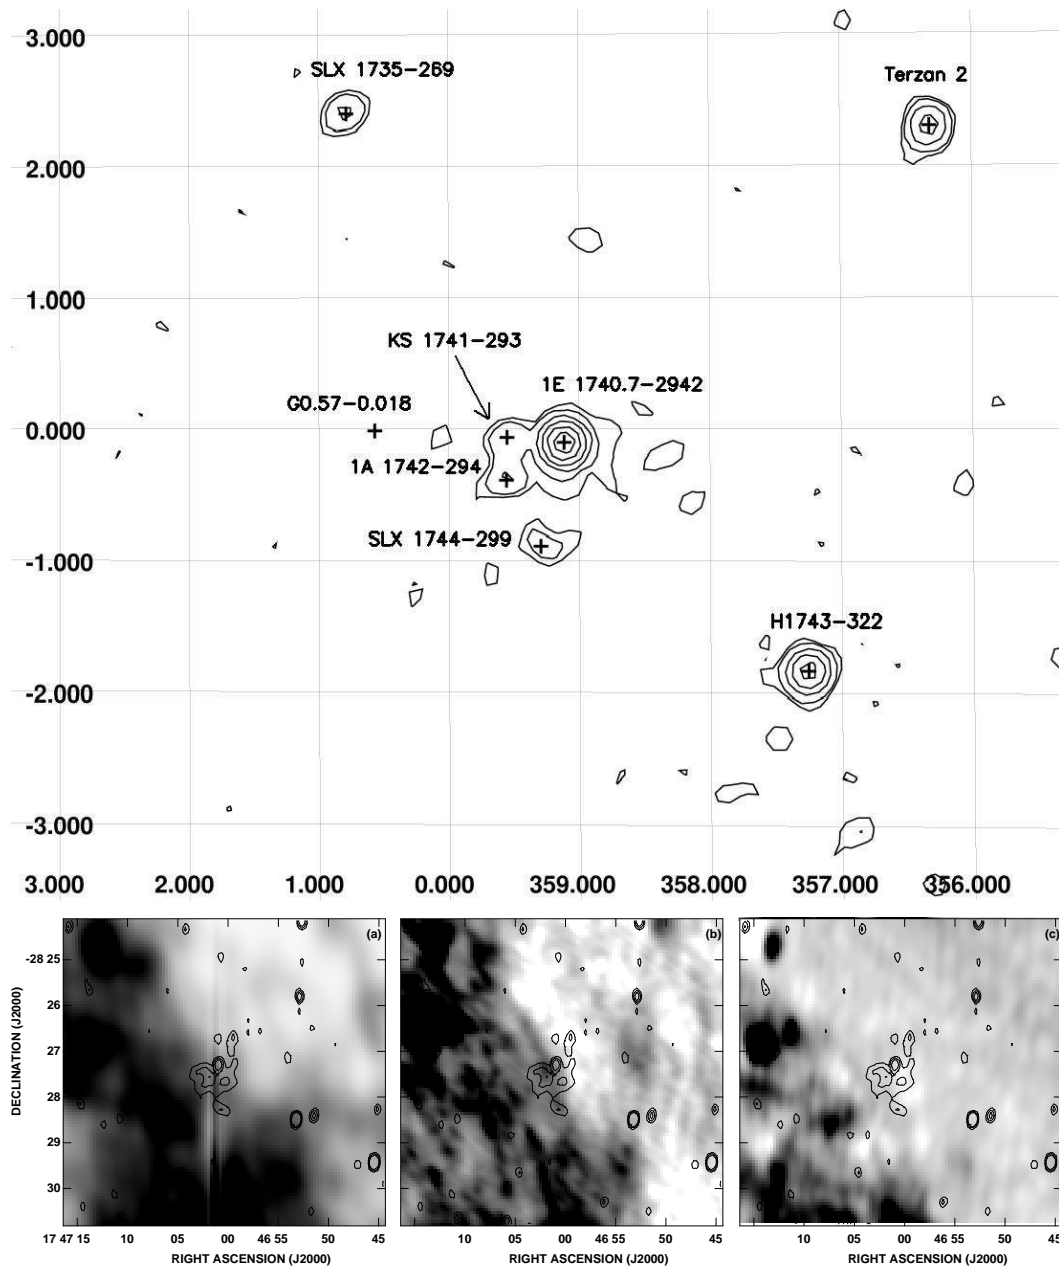 3.000
SLX 1735-269
Terzan 2
2.000
1.000
KS 1741-293
1E 1740.7-2942
G0.57-0.018
0.000
1A 1742-294
SLX 1744-299
-1.000
H1743-322
-2.000
-3.000
3.000 2.000 1.000 0.000 359.000 358.000 357.000 356.000
(a) (b) (c)
-28 25
26
27
28
29
30
DECLINATION (J2000)
17 47 15 10 05 00 46 55 50 45
10 05 00 46 55 50 45
10 05 00 46 55 50 45
RIGHT ASCENSION (J2000) RIGHT ASCENSION (J2000) RIGHT ASCENSION (J2000)